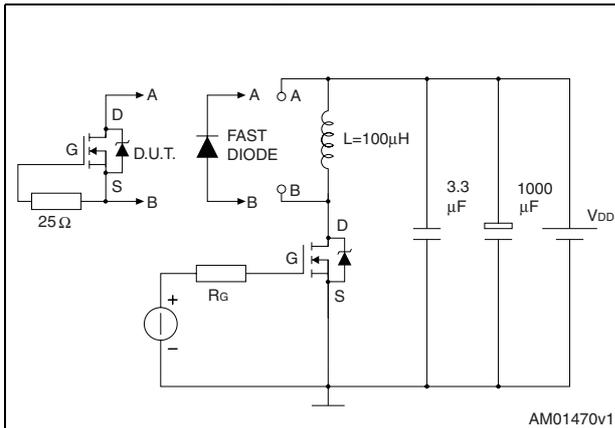 A
D
G
D.U.T.
S
B
25 Ω
A
FAST
DIODE
B
A
L=100µH
B
D
G
S
RG
+
–
3.3
µF
1000
µF
VDD
AM01470v1